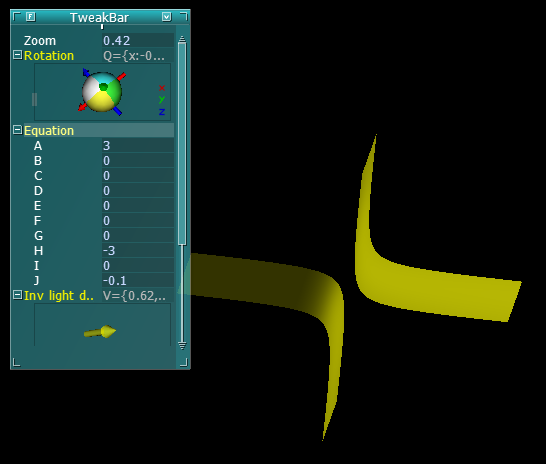 F TweakBar v
Zoom 0.42
Rotation Q={x:-0...
x
y
z
Equation
A 3
B 0
C 0
D 0
E 0
F 0
G 0
H -3
I 0
J -0.1
Inv light d.. V={0.62,..